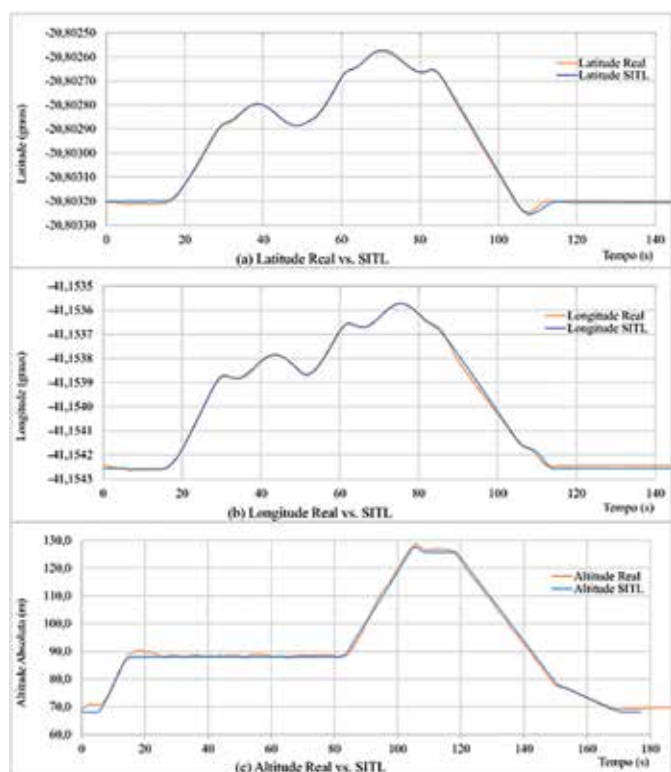 -20,80250
-20,80260
-20,80270
-20,80280
-20,80290
-20,80300
-20,80310
-20,80320
-20,80330
Latitude (graus)
Latitude Real
Latitude SITL
0 20 40 60 80 100 120 140
Tempo (s)
(a) Latitude Real vs. SITL
-41,1535
-41,1536
-41,1537
-41,1538
-41,1539
-41,1540
-41,1541
-41,1542
-41,1543
Longitude (graus)
Longitude Real
Longitude SITL
0 20 40 60 80 100 120 140
Tempo (s)
(b) Longitude Real vs. SITL
130,0
120,0
110,0
100,0
90,0
80,0
70,0
60,0
Altitude Absoluta (m)
Altitude Real
Altitude SITL
0 20 40 60 80 100 120 140 160 180
Tempo (s)
(c) Altitude Real vs. SITL